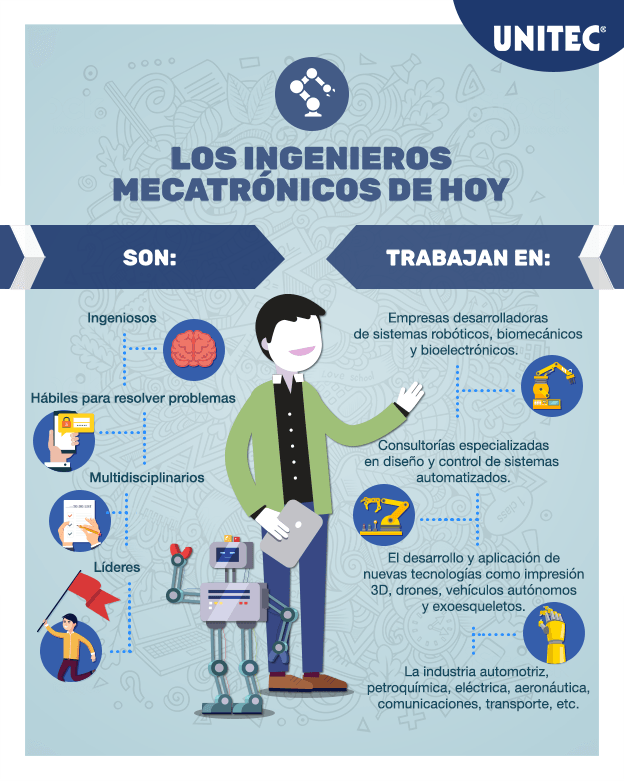 UNITEC®
LOS INGENIEROS
MECATRÓNICOS DE HOY
SON:
Ingeniosos
Hábiles para resolver problemas
Multidisciplinarios
Líderes
TRABAJAN EN:
Empresas desarrolladoras
de sistemas robóticos, biomecánicos
y bioelectrónicos.
Consultorías especializadas
en diseño y control de sistemas
automatizados.
El desarrollo y aplicación de
nuevas tecnologías como impresión
3D, drones, vehículos autónomos
y exoesqueletos.
La industria automotriz,
petroquímica, eléctrica, aeronáutica,
comunicaciones, transporte, etc.